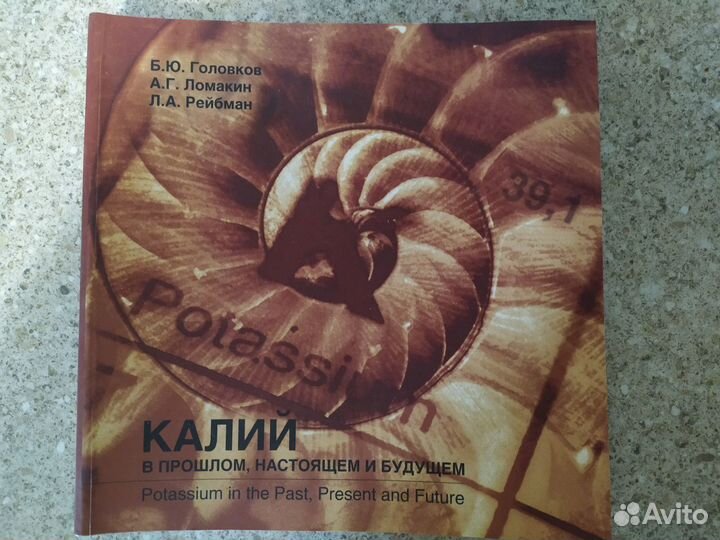 Б.Ю. Головков
А.Г. Ломакин
Л.А. Рейбман
39,1
Potassium
КАЛИЙ
В ПРОШЛОМ, НАСТОЯЩЕМ И БУДУЩЕМ
Potassium in the Past, Present and Future
Avito